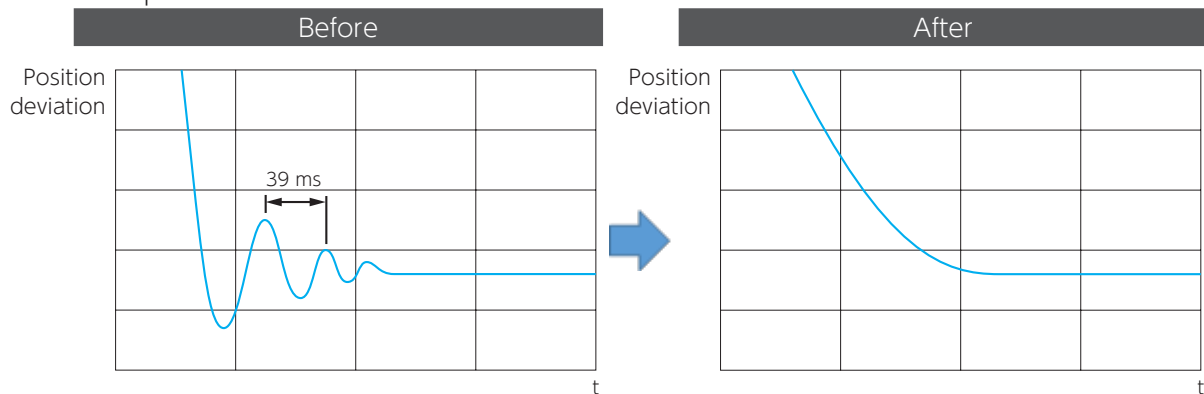 Before
After
Position
deviation
39 ms
t
Position
deviation
t